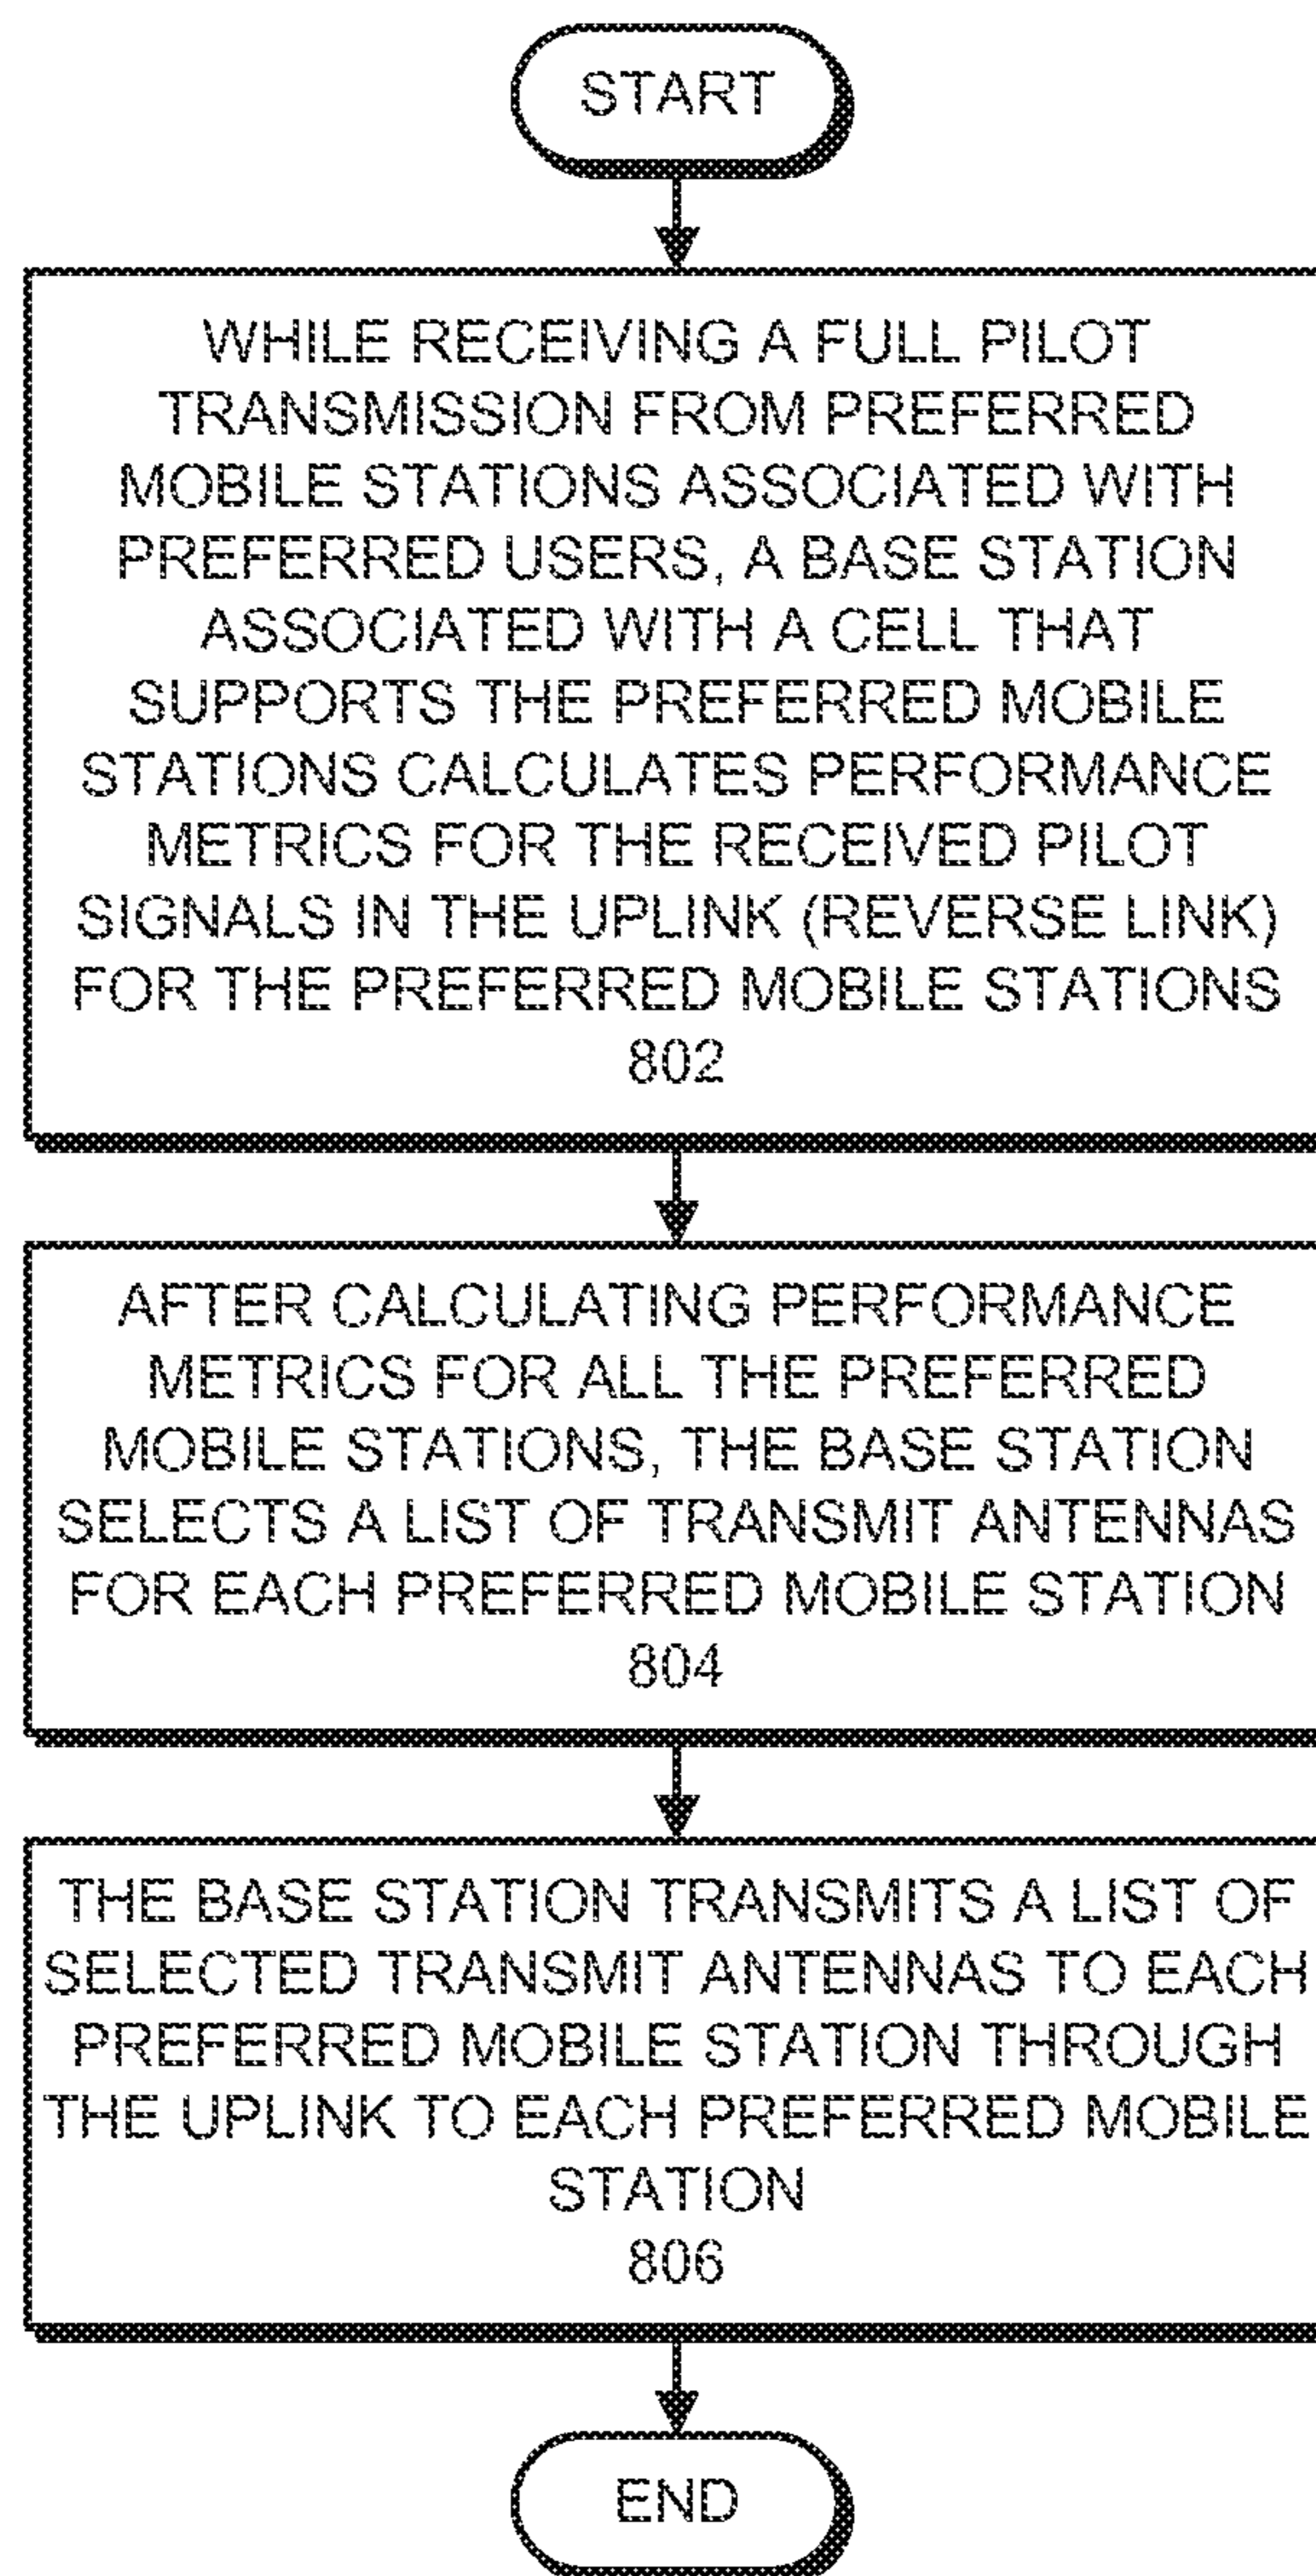 START
WHILE RECEIVING A FULL PILOT
TRANSMISSION FROM PREFERRED
MOBILE STATIONS ASSOCIATED WITH
PREFERRED USERS, A BASE STATION
ASSOCIATED WITH A CELL THAT
SUPPORTS THE PREFERRED MOBILE
STATIONS CALCULATES PERFORMANCE
METRICS FOR THE RECEIVED PILOT
SIGNALS IN THE UPLINK (REVERSE LINK)
FOR THE PREFERRED MOBILE STATIONS
802
AFTER CALCULATING PERFORMANCE
METRICS FOR ALL THE PREFERRED
MOBILE STATIONS, THE BASE STATION
SELECTS A LIST OF TRANSMIT ANTENNAS
FOR EACH PREFERRED MOBILE STATION
804
THE BASE STATION TRANSMITS A LIST OF
SELECTED TRANSMIT ANTENNAS TO EACH
PREFERRED MOBILE STATION THROUGH
THE UPLINK TO EACH PREFERRED MOBILE
STATION
806
END